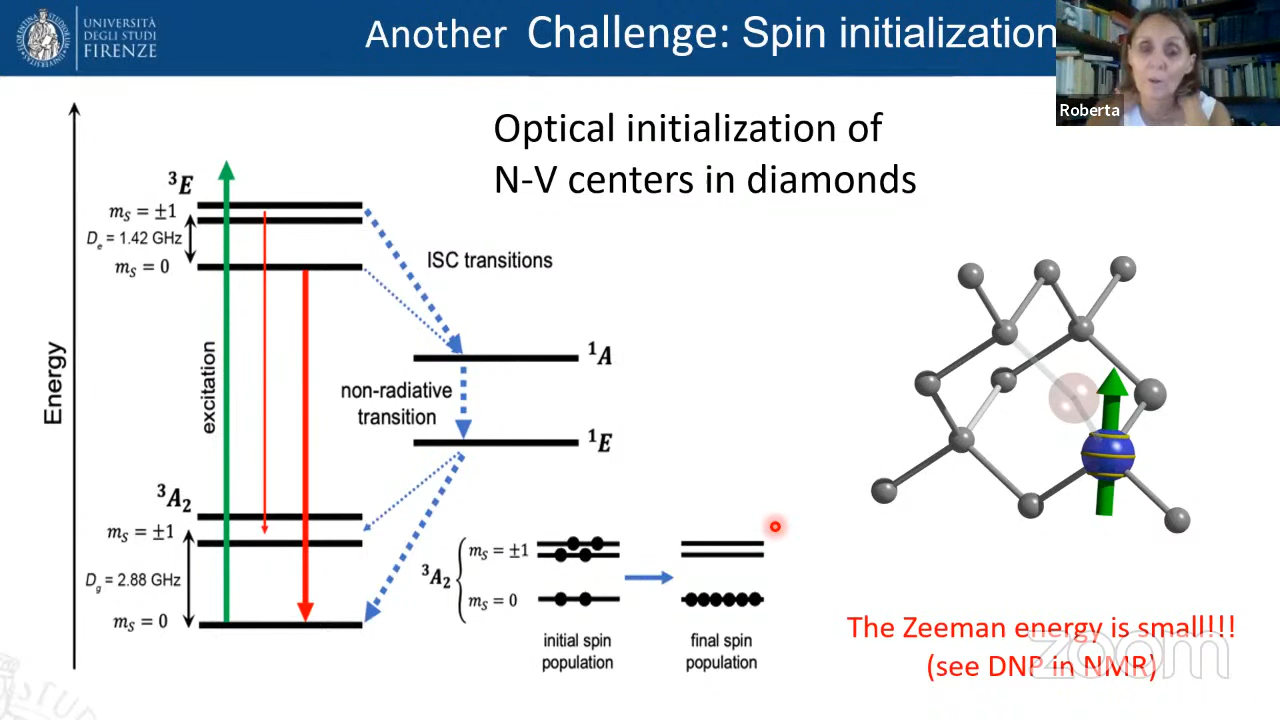 UNIVERSITÀ
DEGLI STUDI
FIRENZE
Another Challenge: Spin initialization
Roberta
Optical initialization of
N-V centers in diamonds
Energy
³E
mₛ = ±1
Dₑ = 1.42 GHz
mₛ = 0
excitation
ISC transitions
¹A
non-radiative
transition
¹E
³A₂
mₛ = ±1
D_g = 2.88 GHz
mₛ = 0
³A₂
mₛ = ±1
mₛ = 0
initial spin
population
final spin
population
The Zeeman energy is small!!!
(see DNP in NMR)
zoom